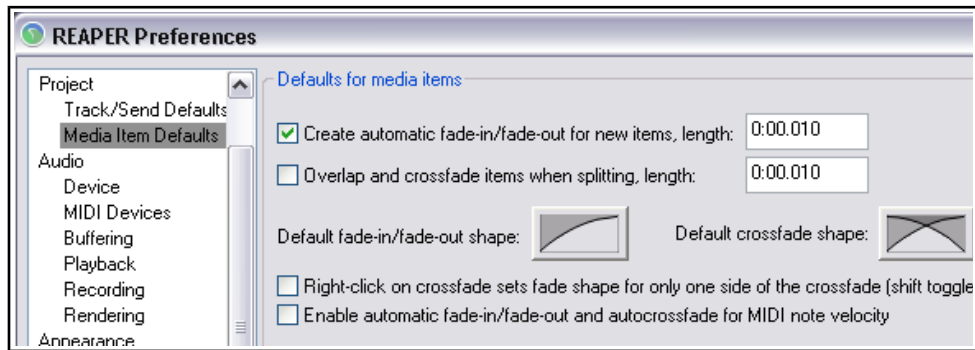 REAPER Preferences
Project
Track/Send Defaults
Media Item Defaults
Audio
Device
MIDI Devices
Buffering
Playback
Recording
Rendering
Appearance
Defaults for media items
Create automatic fade-in/fade-out for new items, length: 0:00.010
Overlap and crossfade items when splitting, length: 0:00.010
Default fade-in/fade-out shape: Default crossfade shape:
Right-click on crossfade sets fade shape for only one side of the crossfade (shift toggle
Enable automatic fade-in/fade-out and autocrossfade for MIDI note velocity